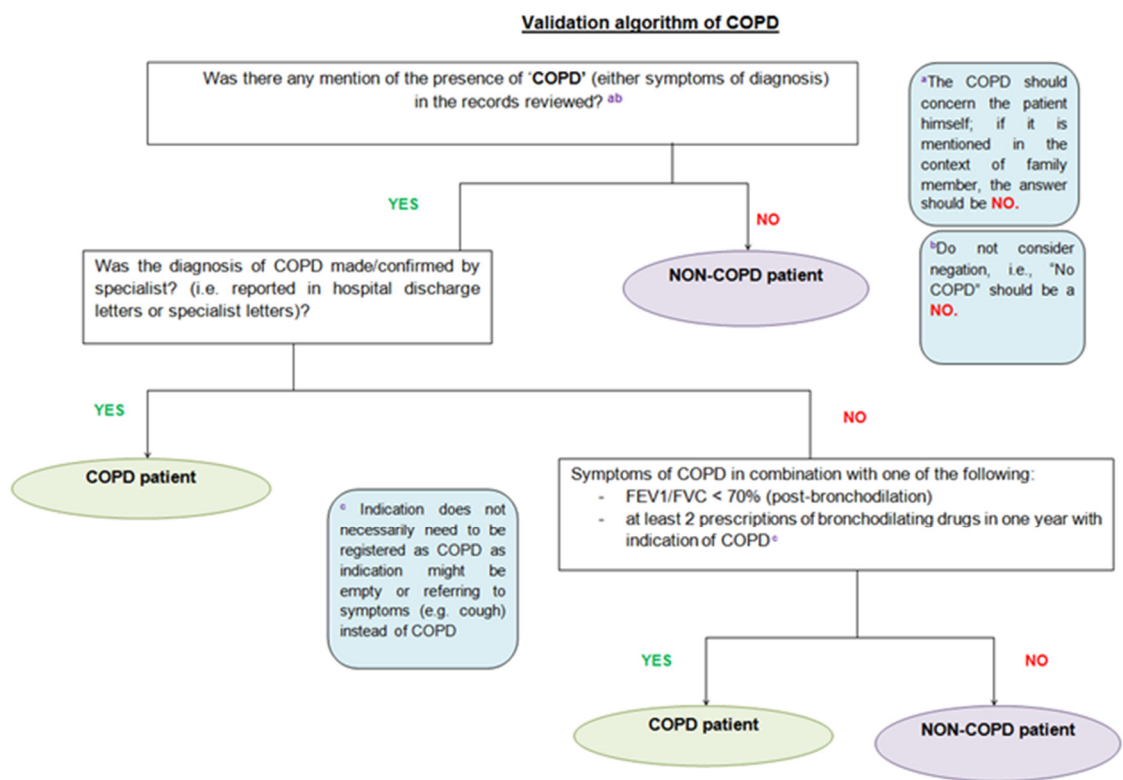 Validation algorithm of COPD
Was there any mention of the presence of 'COPD' (either symptoms of diagnosis)
in the records reviewed? ab
aThe COPD should
concern the patient
himself; if it is
mentioned in the
context of family
member, the answer
should be NO.
YES
NO
bDo not consider
negation, i.e., "No
COPD" should be a
NO.
Was the diagnosis of COPD made/confirmed by
specialist? (i.e. reported in hospital discharge
letters or specialist letters)?
NON-COPD patient
YES
NO
COPD patient
Symptoms of COPD in combination with one of the following:
- FEV1/FVC < 70% (post-bronchodilation)
- at least 2 prescriptions of bronchodilating drugs in one year with
indication of COPDc
c Indication does not
necessarily need to be
registered as COPD as
indication might be
empty or referring to
symptoms (e.g. cough)
instead of COPD
YES
NO
COPD patient
NON-COPD patient